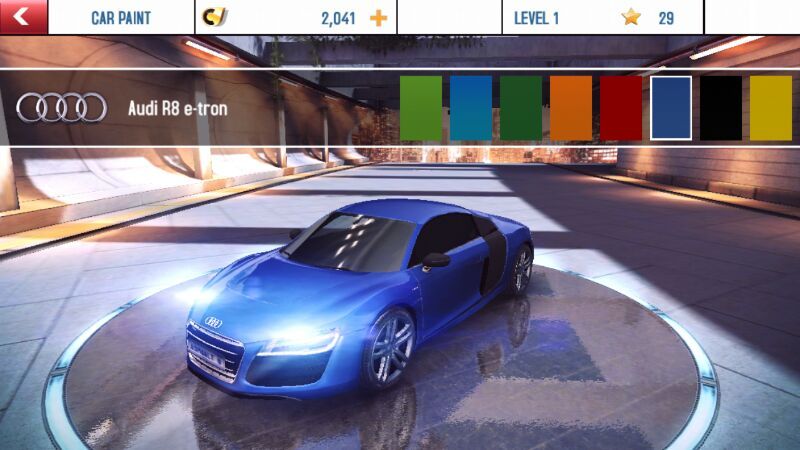 CAR PAINT
2,041
LEVEL 1
29
Audi R8 e-tron